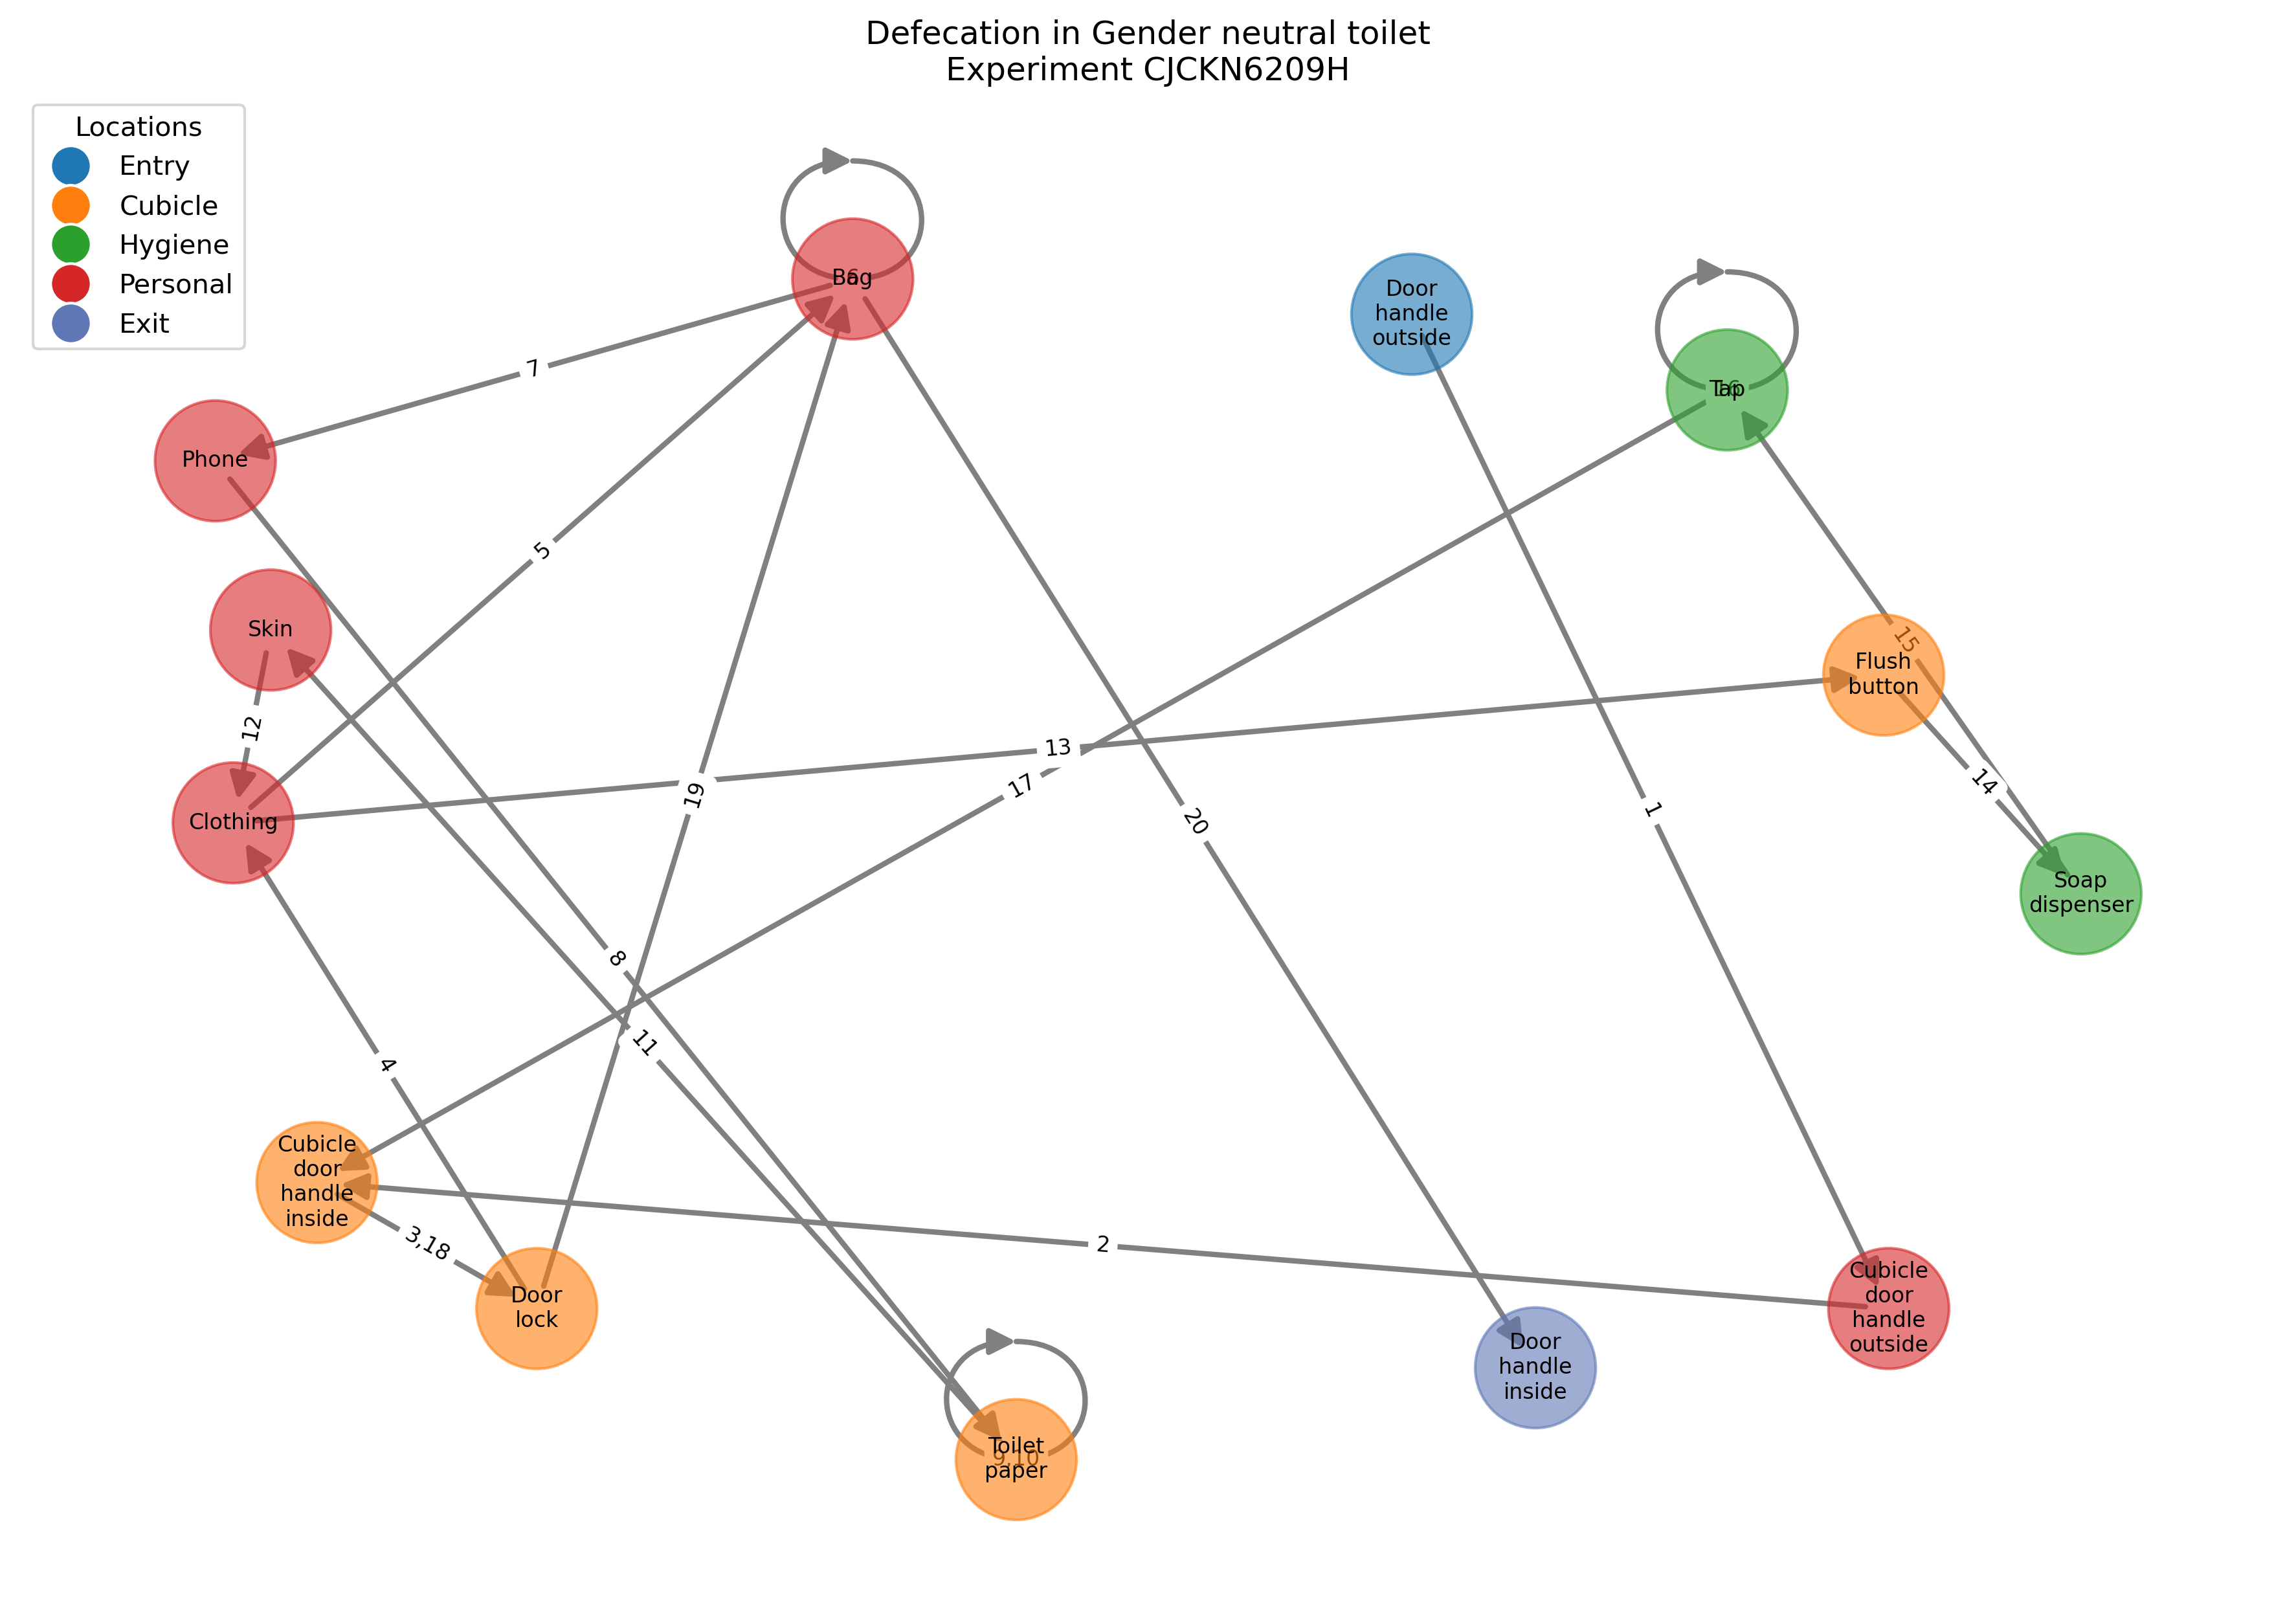 Defecation in Gender neutral toilet
Experiment CJCKN6209H
Locations
Entry
Cubicle
Hygiene
Personal
Exit
Bag
6
Door
handle
outside
Tap
16
7
Phone
5
Skin
15
Flush
button
12
13
14
17
19
20
1
Clothing
Soap
dispenser
8
11
4
Cubicle
door
handle
inside
3,18
2
Door
lock
Cubicle
door
handle
outside
Door
handle
inside
Toilet
9,10
paper